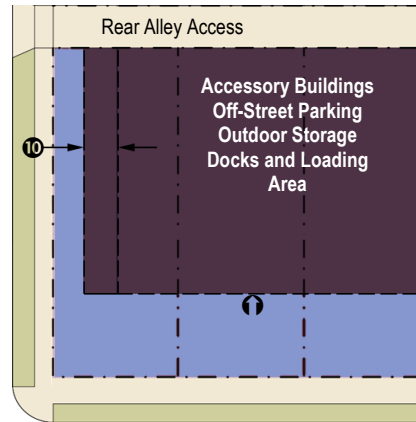 Rear Alley Access
Accessory Buildings
Off-Street Parking
Outdoor Storage
Docks and Loading
Area
10